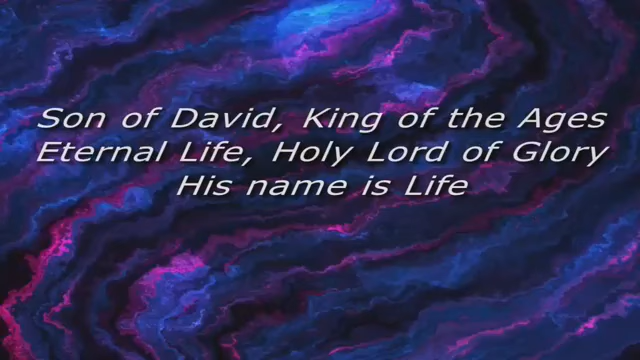 Son of David, King of the Ages
Eternal Life, Holy Lord of Glory
His name is Life